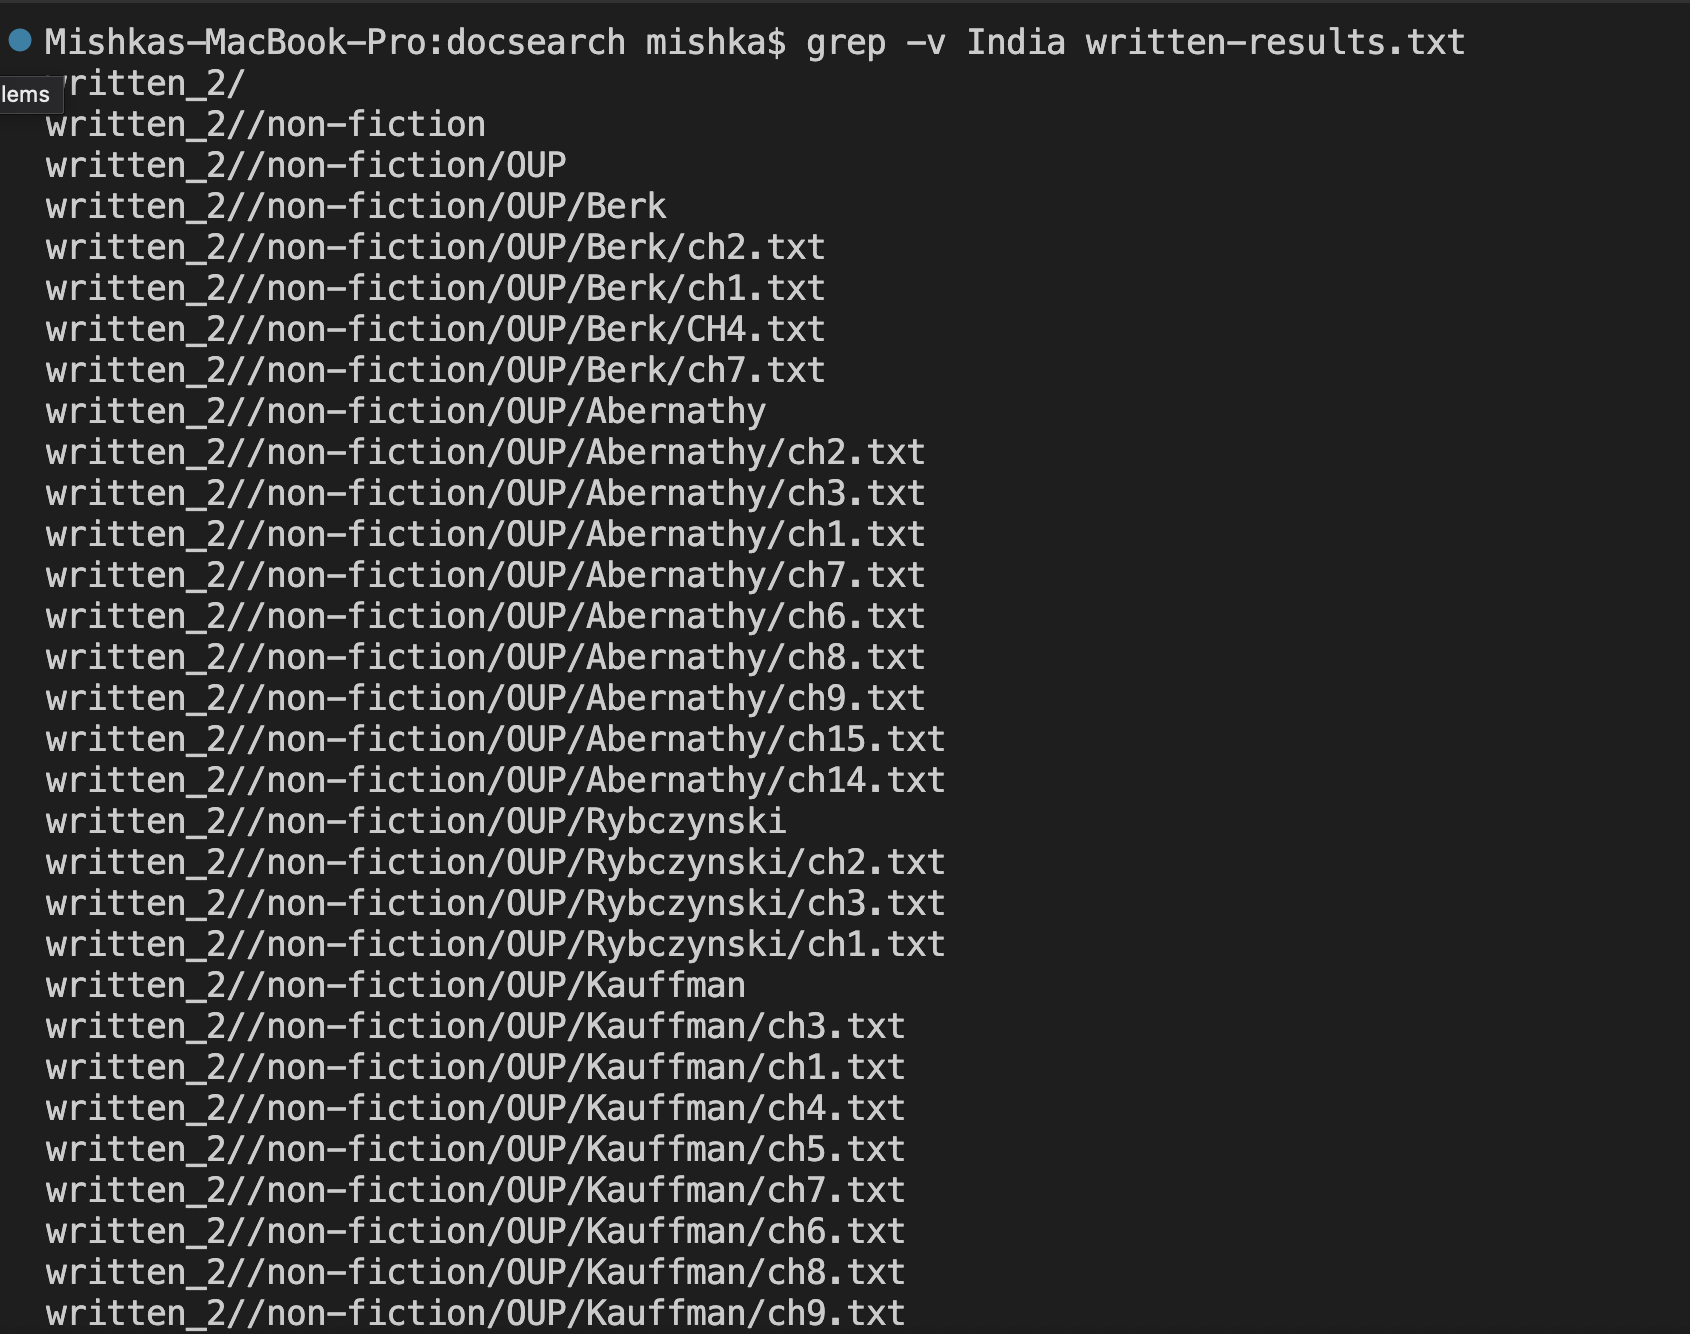 Mishkas-MacBook-Pro:docsearch mishka$ grep -v India written-results.txt
ritten_2/
lems
written_2//non-fiction
written_2//non-fiction/OUP
written_2//non-fiction/OUP/Berk
written_2//non-fiction/OUP/Berk/ch2.txt
written_2//non-fiction/OUP/Berk/ch1.txt
written_2//non-fiction/OUP/Berk/CH4.txt
written_2//non-fiction/OUP/Berk/ch7.txt
written_2//non-fiction/OUP/Abernathy
written_2//non-fiction/OUP/Abernathy/ch2.txt
written_2//non-fiction/OUP/Abernathy/ch3.txt
written_2//non-fiction/OUP/Abernathy/ch1.txt
written_2//non-fiction/OUP/Abernathy/ch7.txt
written_2//non-fiction/OUP/Abernathy/ch6.txt
written_2//non-fiction/OUP/Abernathy/ch8.txt
written_2//non-fiction/OUP/Abernathy/ch9.txt
written_2//non-fiction/OUP/Abernathy/ch15.txt
written_2//non-fiction/OUP/Abernathy/ch14.txt
written_2//non-fiction/OUP/Rybczynski
written_2//non-fiction/OUP/Rybczynski/ch2.txt
written_2//non-fiction/OUP/Rybczynski/ch3.txt
written_2//non-fiction/OUP/Rybczynski/ch1.txt
written_2//non-fiction/OUP/Kauffman
written_2//non-fiction/OUP/Kauffman/ch3.txt
written_2//non-fiction/OUP/Kauffman/ch1.txt
written_2//non-fiction/OUP/Kauffman/ch4.txt
written_2//non-fiction/OUP/Kauffman/ch5.txt
written_2//non-fiction/OUP/Kauffman/ch7.txt
written_2//non-fiction/OUP/Kauffman/ch6.txt
written_2//non-fiction/OUP/Kauffman/ch8.txt
written_2//non-fiction/OUP/Kauffman/ch9.txt